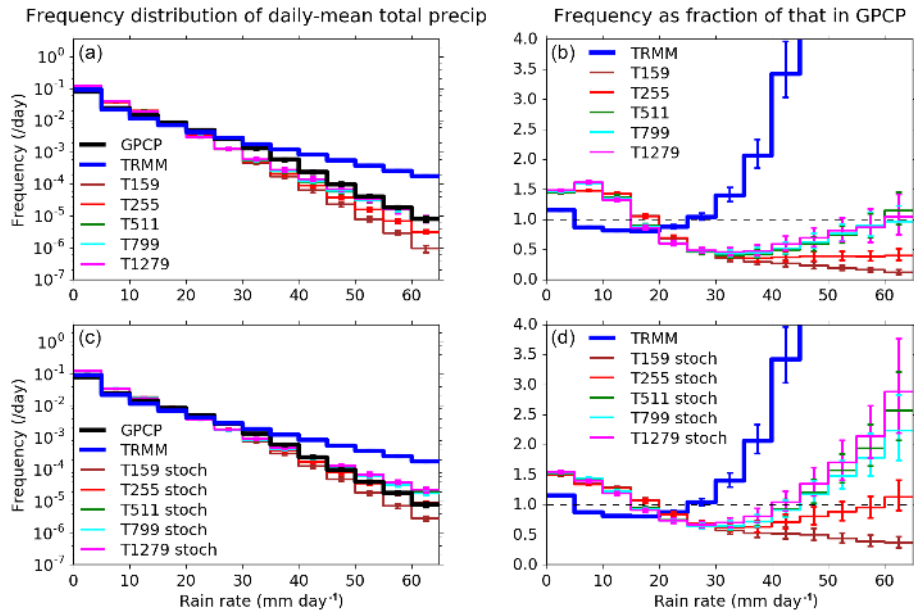 Frequency distribution of daily-mean total precip
Frequency as fraction of that in GPCP
(a)
Frequency (/day)
10⁰
10⁻¹
10⁻²
10⁻³
10⁻⁴
10⁻⁵
10⁻⁶
10⁻⁷
GPCP
TRMM
T159
T255
T511
T799
T1279
0 10 20 30 40 50 60
(b)
4.0
3.5
3.0
2.5
2.0
1.5
1.0
0.5
0.0
TRMM
T159
T255
T511
T799
T1279
0 10 20 30 40 50 60
(c)
Frequency (/day)
10⁰
10⁻¹
10⁻²
10⁻³
10⁻⁴
10⁻⁵
10⁻⁶
10⁻⁷
GPCP
TRMM
T159 stoch
T255 stoch
T511 stoch
T799 stoch
T1279 stoch
0 10 20 30 40 50 60
Rain rate (mm day⁻¹)
(d)
4.0
3.5
3.0
2.5
2.0
1.5
1.0
0.5
0.0
TRMM
T159 stoch
T255 stoch
T511 stoch
T799 stoch
T1279 stoch
0 10 20 30 40 50 60
Rain rate (mm day⁻¹)